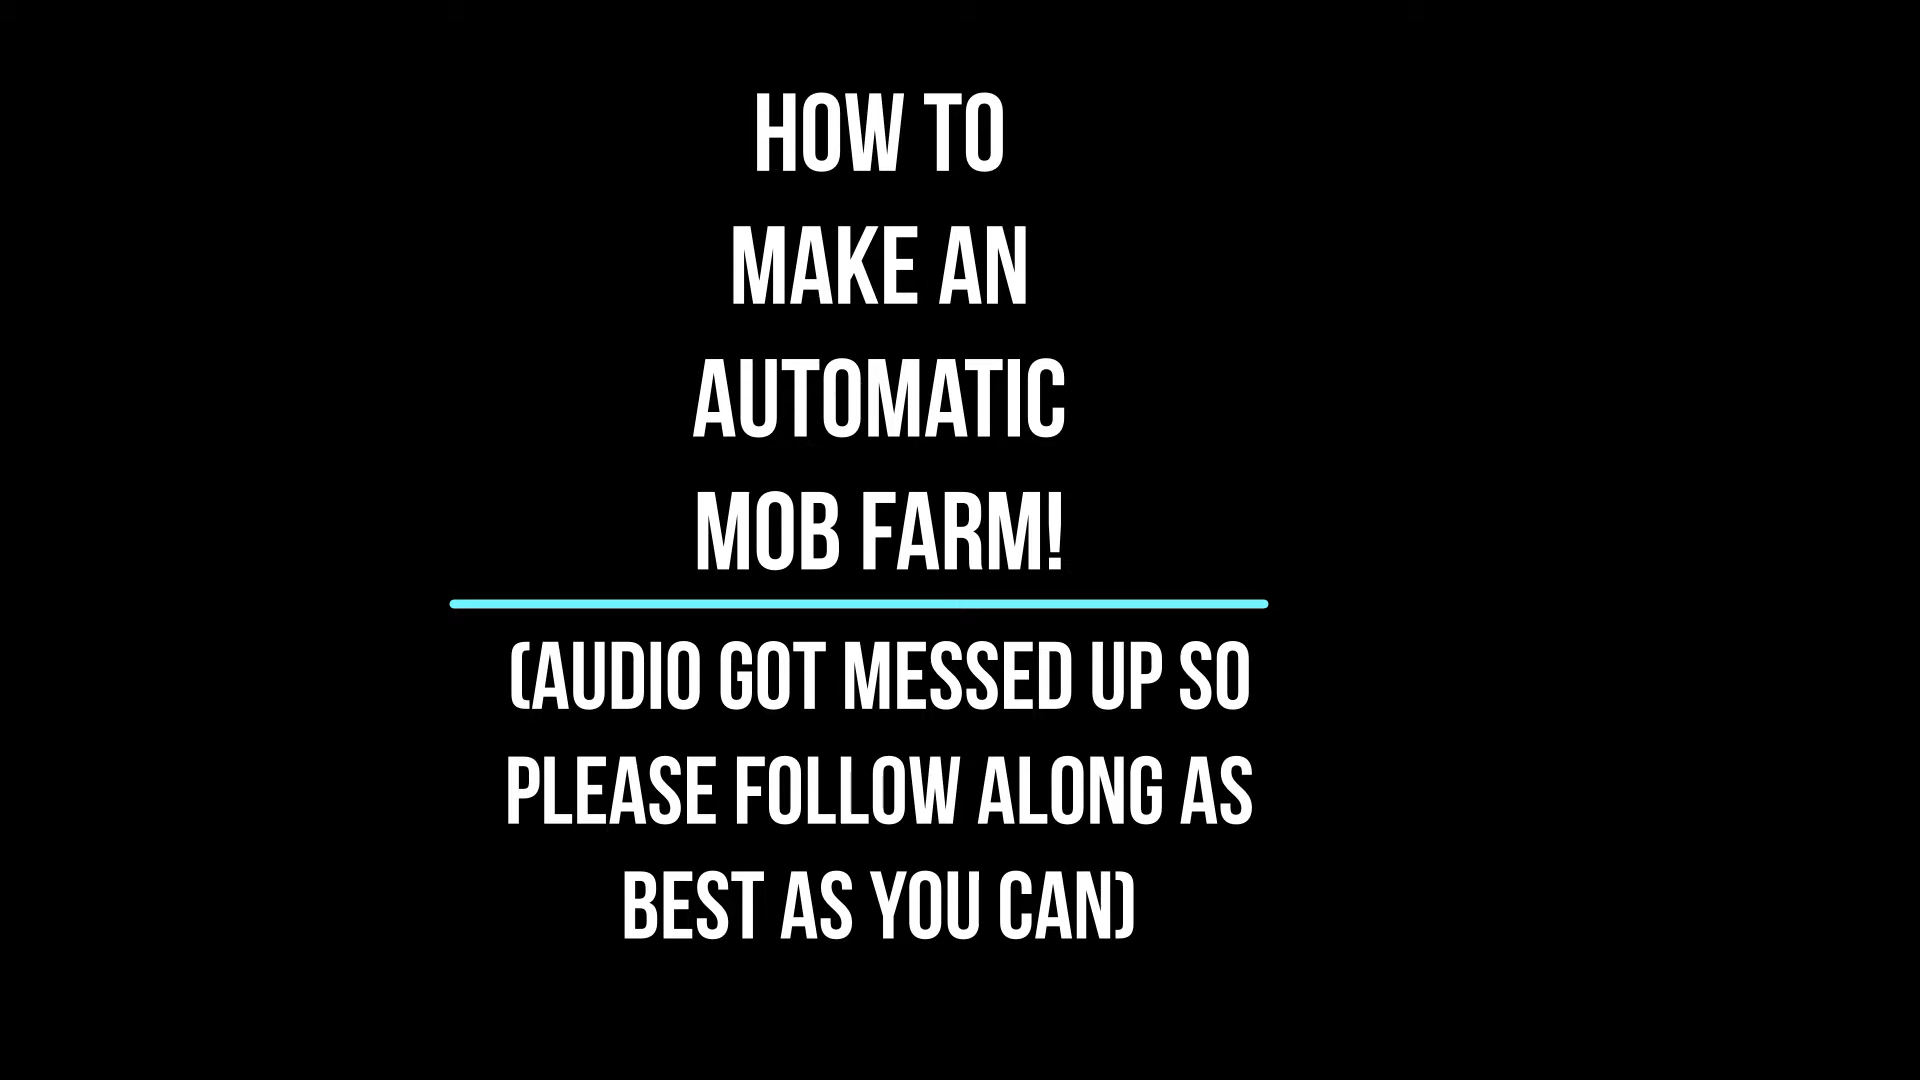 HOW TO
MAKE AN
AUTOMATIC
MOB FARM!
(AUDIO GOT MESSED UP SO
PLEASE FOLLOW ALONG AS
BEST AS YOU CAN)